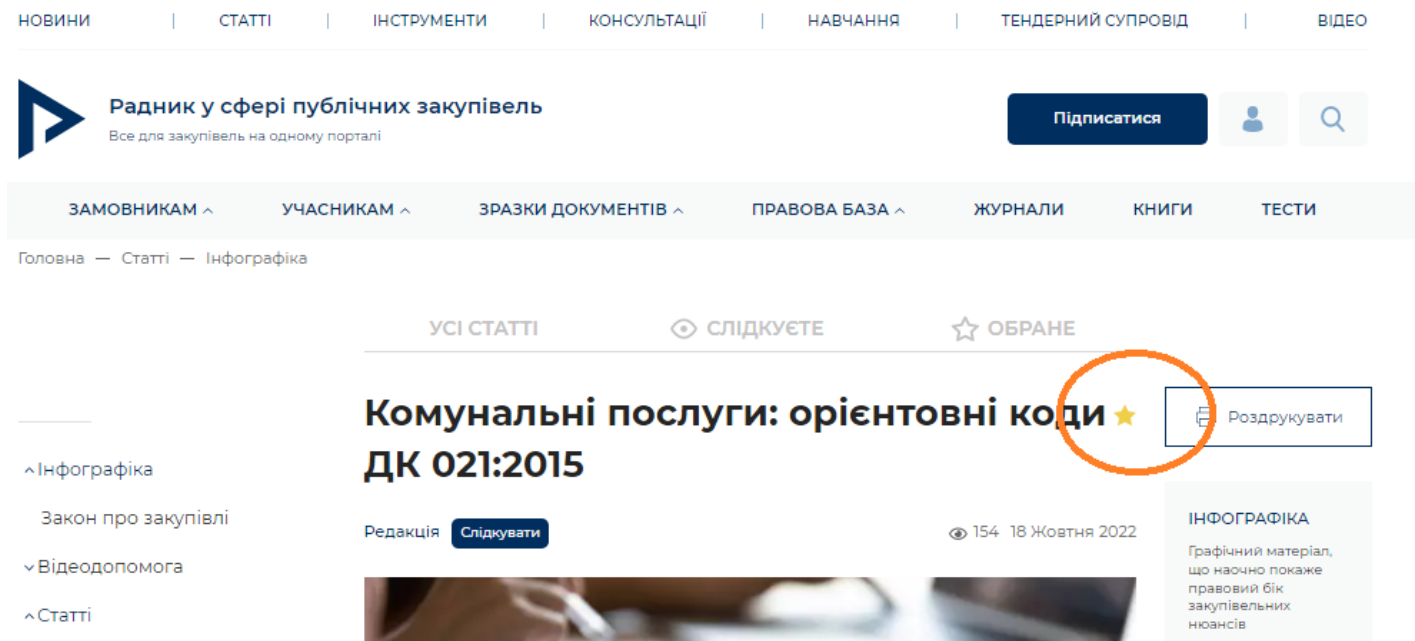 НОВИНИ | СТАТТІ | ІНСТРУМЕНТИ | КОНСУЛЬТАЦІЇ | НАВЧАННЯ | ТЕНДЕРНИЙ СУПРОВІД | ВІДЕО
Радник у сфері публічних закупівель
Все для закупівель на одному порталі
Підписатися
ЗАМОВНИКАМ УЧАСНИКАМ ЗРАЗКИ ДОКУМЕНТІВ ПРАВОВА БАЗА ЖУРНАЛИ КНИГИ ТЕСТИ
Головна — Статті — Інфографіка
УСІ СТАТТІ СЛІДКУЄТЕ ОБРАНЕ
Комунальні послуги: орієнтовні коди
ДК 021:2015
Роздрукувати
Редакція Слідкувати 154 18 Жовтня 2022
Інфографіка
Закон про закупівлі
Відеодопомога
Статті
ІНФОГРАФІКА
Графічний матеріал,
що наочно покаже
правовий бік
закупівельних
нюансів